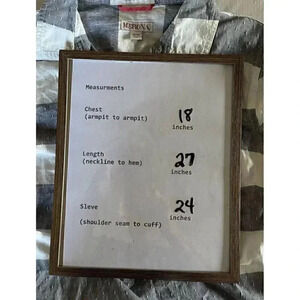 MERONA
Measurments
Chest
(armpit to armpit)
18
inches
Length
(neckline to hem)
27
inches
Sleve
(shoulder seam to cuff)
24
inches